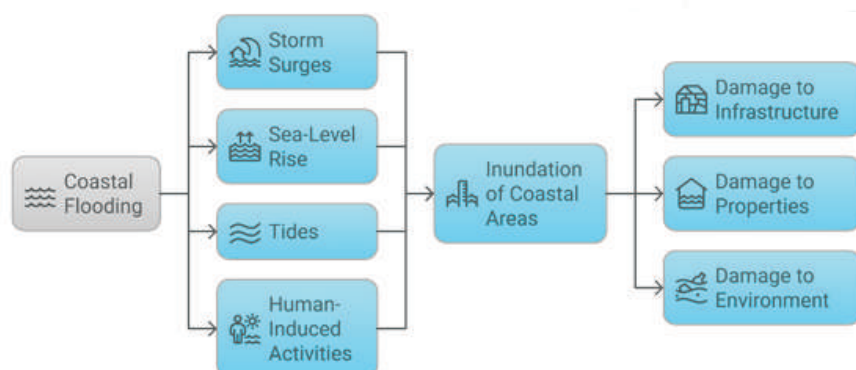 Coastal
Flooding
Storm
Surges
Sea-Level
Rise
Tides
Human-
Induced
Activities
Inundation
of Coastal
Areas
Damage to
Infrastructure
Damage to
Properties
Damage to
Environment